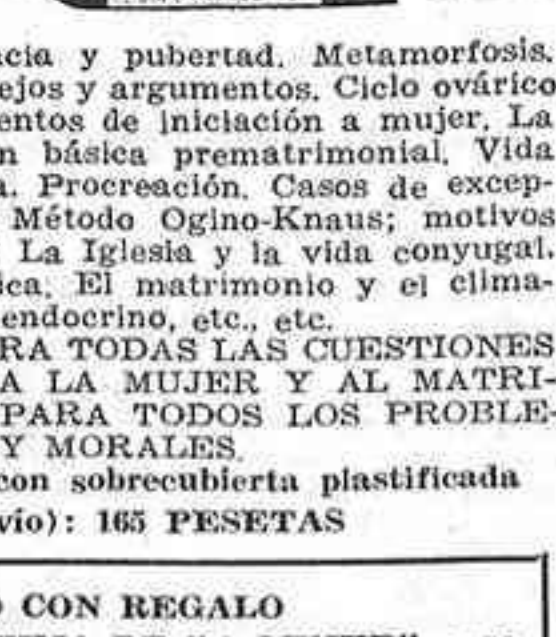 cia y pubertad. Metamorfosis.
ejos y argumentos. Ciclo ovárico
entos de iniciación a mujer. La
n básica prematrimonial. Vida
a. Procreación. Casos de excep-
Método Ogino-Knaus; motivos
La Iglesia y la vida conyugal.
ica. El matrimonio y el clima-
endocrino, etc., etc.
RA TODAS LAS CUESTIONES
A LA MUJER Y AL MATRI-
PARA TODOS LOS PROBLE-
Y MORALES.
con sobrecubierta plastificada
vío): 165 PESETAS
O CON REGALO